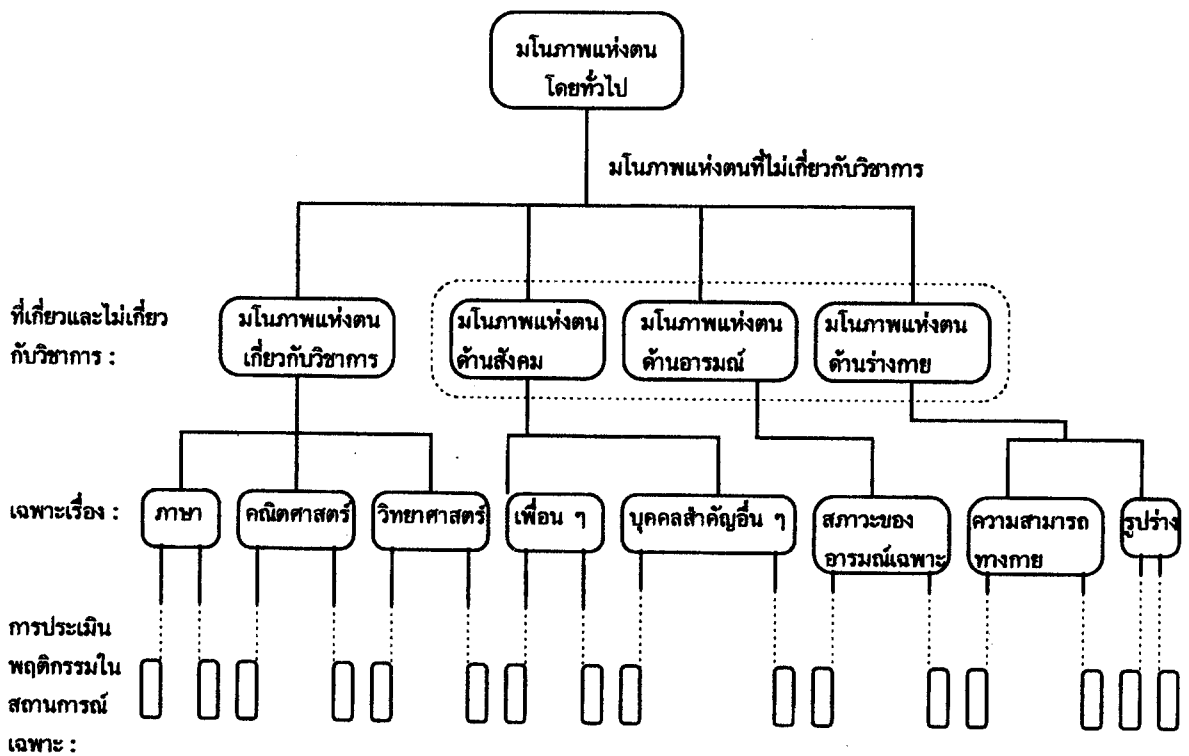 มโนภาพแห่งตน
โดยทั่วไป
มโนภาพแห่งตนที่ไม่เกี่ยวกับวิชาการ
ที่เกี่ยวและไม่เกี่ยว
กับวิชาการ :
มโนภาพแห่งตน
เกี่ยวกับวิชาการ
มโนภาพแห่งตน
ด้านสังคม
มโนภาพแห่งตน
ด้านอารมณ์
มโนภาพแห่งตน
ด้านร่างกาย
เฉพาะเรื่อง :
ภาษา
คณิตศาสตร์
วิทยาศาสตร์
เพื่อน ๆ
บุคคลสำคัญอื่น ๆ
สภาวะของ
อารมณ์เฉพาะ
ความสามารถ
ทางกาย
รูปร่าง
การประเมิน
พฤติกรรมใน
สถานการณ์
เฉพาะ :